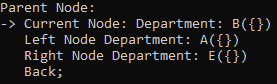 Parent Node:
-> Current Node: Department: B({})
Left Node Department: A({})
Right Node Department: E({})
Back;